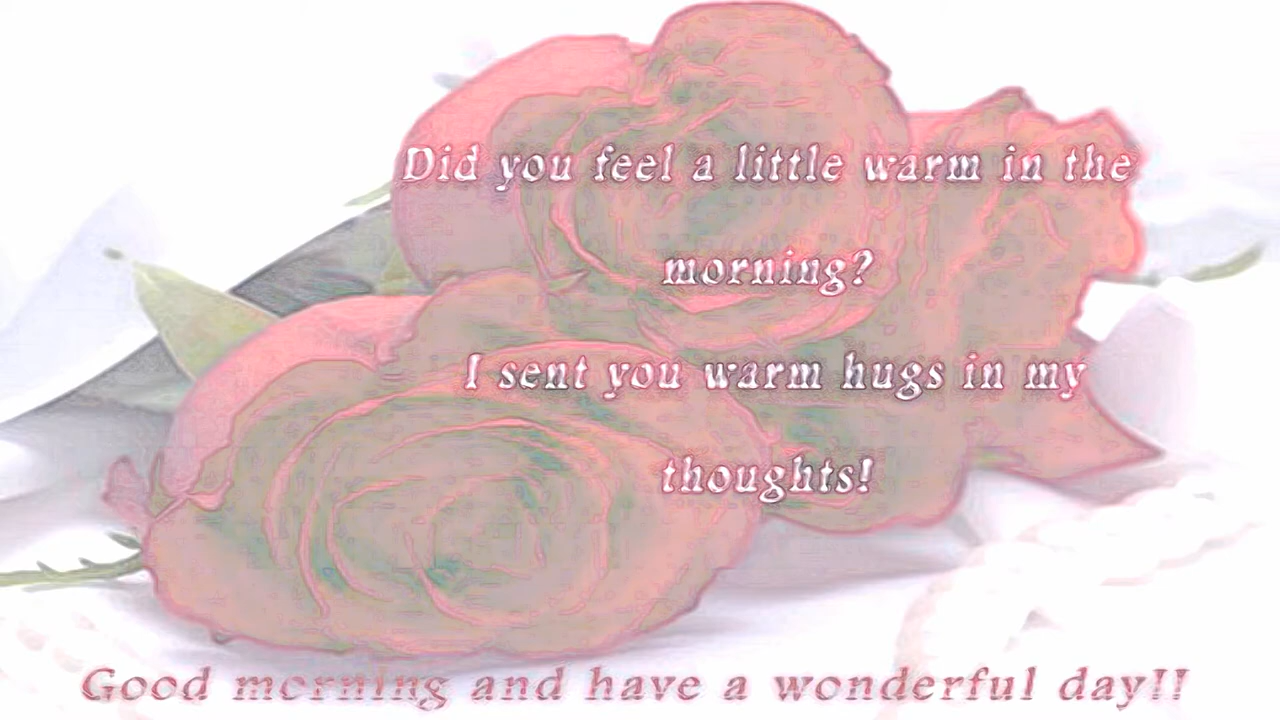 Did you feel a little warm in the
morning?
I sent you warm hugs in my
thoughts!
Good morning and have a wonderful day!!